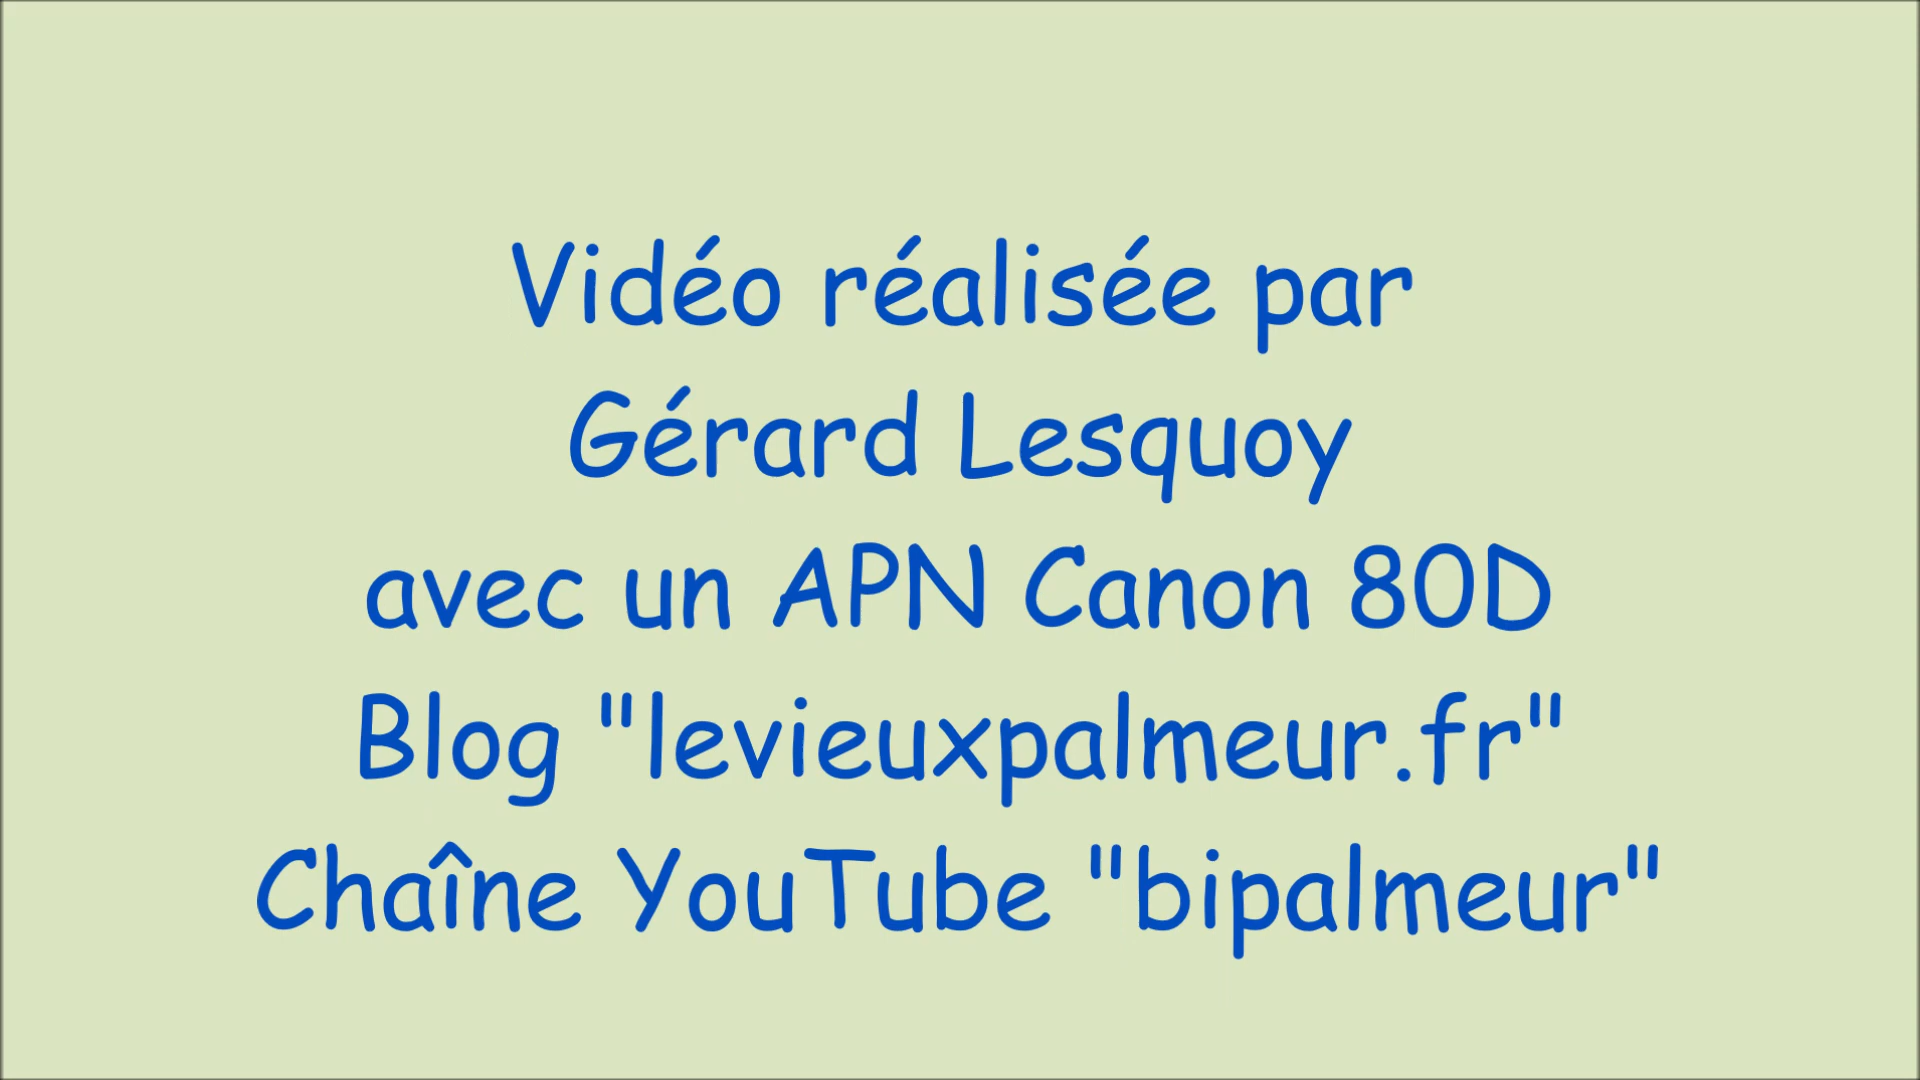 Vidéo réalisée par
Gérard Lesquoy
avec un APN Canon 80D
Blog "levieuxpalmeur.fr"
Chaîne YouTube "bipalmeur"